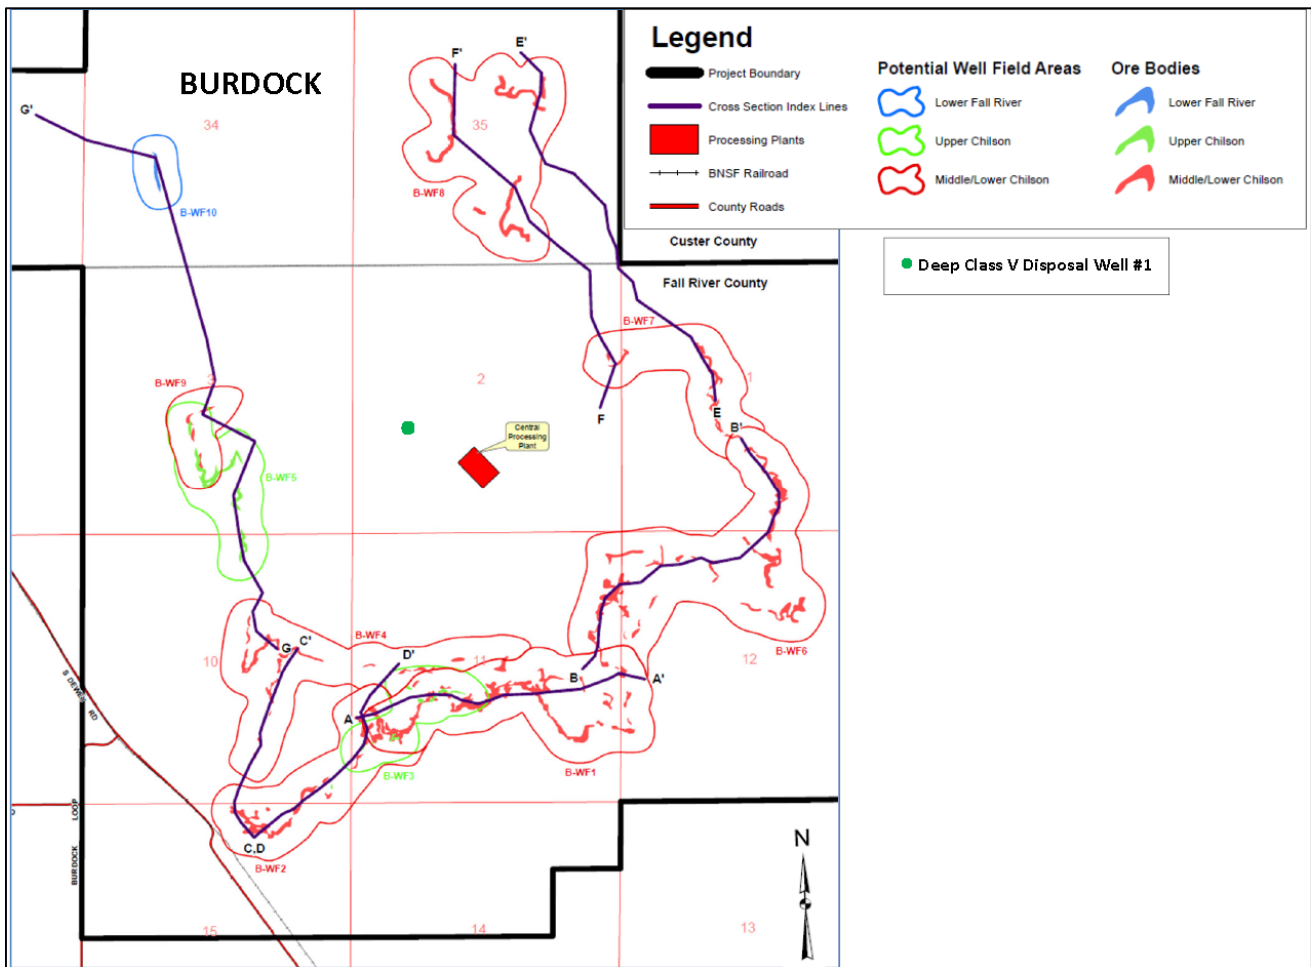 Legend
Project Boundary
Cross Section Index Lines
Processing Plants
BNSF Railroad
County Roads
Potential Well Field Areas
Lower Fall River
Upper Chilson
Middle/Lower Chilson
Ore Bodies
Lower Fall River
Upper Chilson
Middle/Lower Chilson
Deep Class V Disposal Well #1
BURDOCK
F'
E'
G'
34
35
B-WF8
B-WF10
Custer County
Fall River County
B-WF7
B-WF9
3
2
1
F
E
B'
Central
Processing
Plant
B-WF5
B-WF4
G
C'
10
D'
11
B
A'
12
B-WF6
A
S DEWEY RD
B-WF3
B-WF1
BURDOCK LOOP
C,D
B-WF2
N
15
14
13